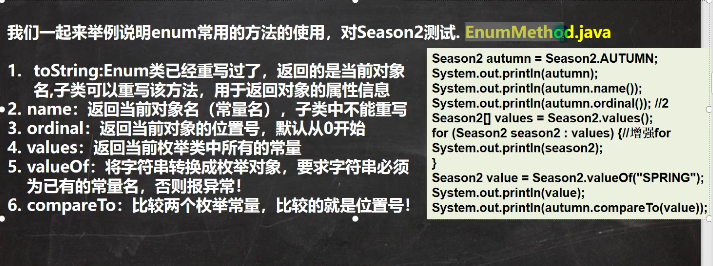 我们一起来举例说明enum常用的方法的使用，对Season2测试. EnumMethod.java
1. toString:Enum类已经重写过了，返回的是当前对象
名,子类可以重写该方法，用于返回对象的属性信息
2. name：返回当前对象名（常量名），子类中不能重写
3. ordinal：返回当前对象的位置号，默认从0开始
4. values：返回当前枚举类中所有的常量
5. valueOf：将字符串转换成枚举对象，要求字符串必须
为已有的常量名，否则报异常！
6. compareTo：比较两个枚举常量，比较的就是位置号！
Season2 autumn = Season2.AUTUMN;
System.out.println(autumn);
System.out.println(autumn.name());
System.out.println(autumn.ordinal()); //2
Season2[] values = Season2.values();
for (Season2 season2 : values) {//增强for
System.out.println(season2);
}
Season2 value = Season2.valueOf("SPRING");
System.out.println(value);
System.out.println(autumn.compareTo(value));